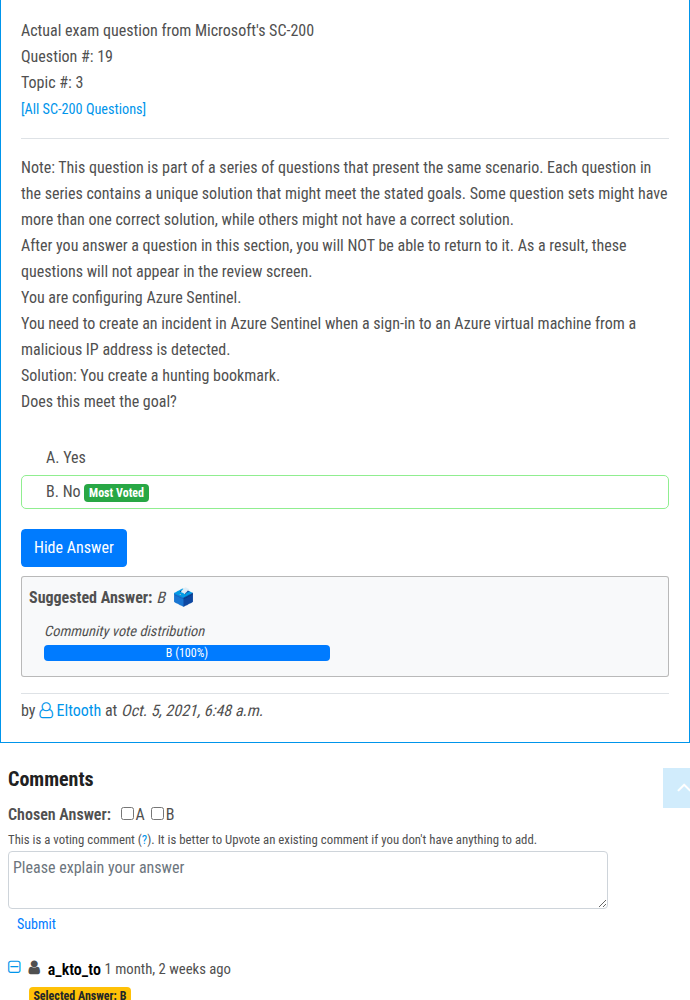 Actual exam question from Microsoft's SC-200
Question #: 19
Topic #: 3
[All SC-200 Questions]
Note: This question is part of a series of questions that present the same scenario. Each question in
the series contains a unique solution that might meet the stated goals. Some question sets might have
more than one correct solution, while others might not have a correct solution.
After you answer a question in this section, you will NOT be able to return to it. As a result, these
questions will not appear in the review screen.
You are configuring Azure Sentinel.
You need to create an incident in Azure Sentinel when a sign-in to an Azure virtual machine from a
malicious IP address is detected.
Solution: You create a hunting bookmark.
Does this meet the goal?
A. Yes
B. No Most Voted
Hide Answer
Suggested Answer: B
Community vote distribution
B (100%)
by Eltooth at Oct. 5, 2021, 6:48 a.m.
Comments
Chosen Answer: A B
This is a voting comment (?). It is better to Upvote an existing comment if you don't have anything to add.
Please explain your answer
Submit
a_kto_to 1 month, 2 weeks ago
Selected Answer: B